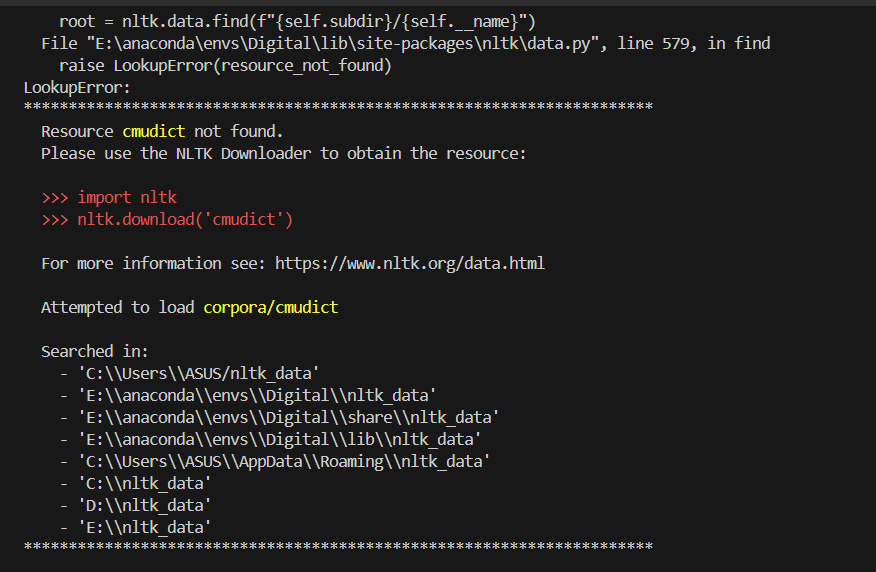 root = nltk.data.find(f"{self.subdir}/{self.__name}")
File "E:\anaconda\envs\Digital\lib\site-packages\nltk\data.py", line 579, in find
raise LookupError(resource_not_found)
LookupError:
**********************************************************************
Resource cmudict not found.
Please use the NLTK Downloader to obtain the resource:
>>> import nltk
>>> nltk.download('cmudict')
For more information see: https://www.nltk.org/data.html
Attempted to load corpora/cmudict
Searched in:
- 'C:\\Users\\ASUS/nltk_data'
- 'E:\\anaconda\\envs\\Digital\\nltk_data'
- 'E:\\anaconda\\envs\\Digital\\share\\nltk_data'
- 'E:\\anaconda\\envs\\Digital\\lib\\nltk_data'
- 'C:\\Users\\ASUS\\AppData\\Roaming\\nltk_data'
- 'C:\\nltk_data'
- 'D:\\nltk_data'
- 'E:\\nltk_data'
**********************************************************************